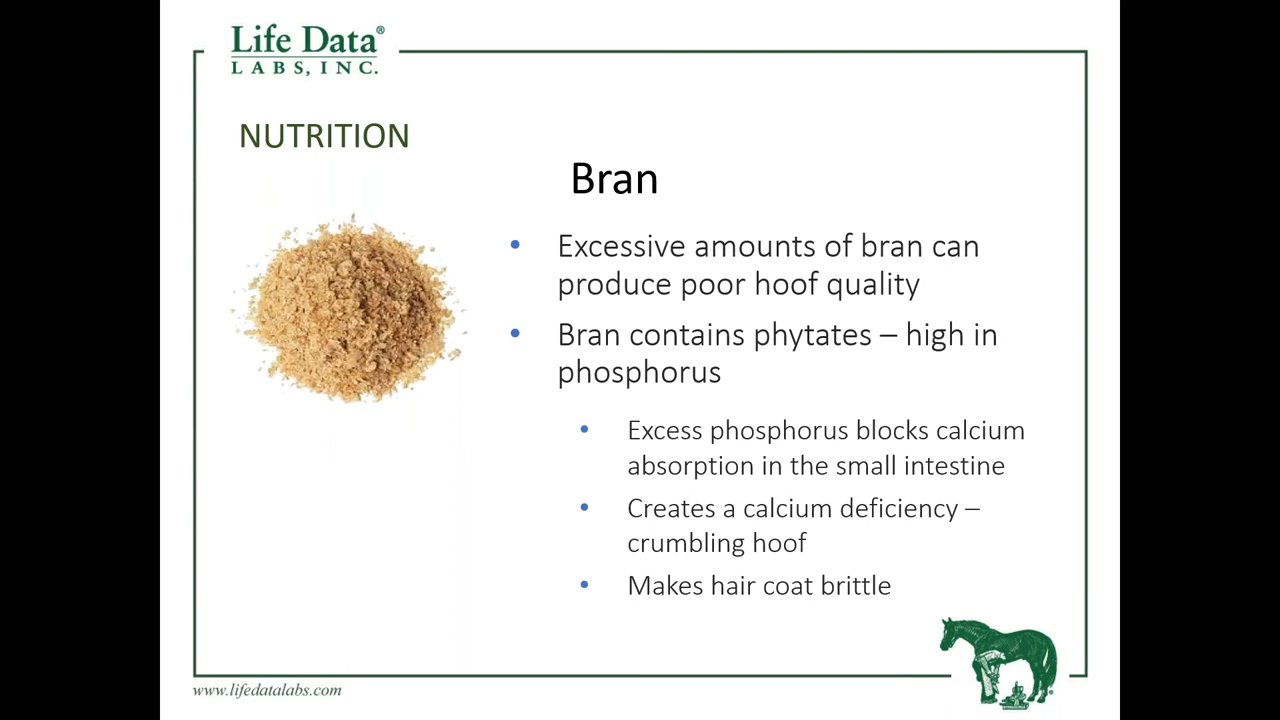 Life Data®
LABS, INC.
NUTRITION
Bran
• Excessive amounts of bran can
produce poor hoof quality
• Bran contains phytates – high in
phosphorus
• Excess phosphorus blocks calcium
absorption in the small intestine
• Creates a calcium deficiency –
crumbling hoof
• Makes hair coat brittle
www.lifedatalabs.com